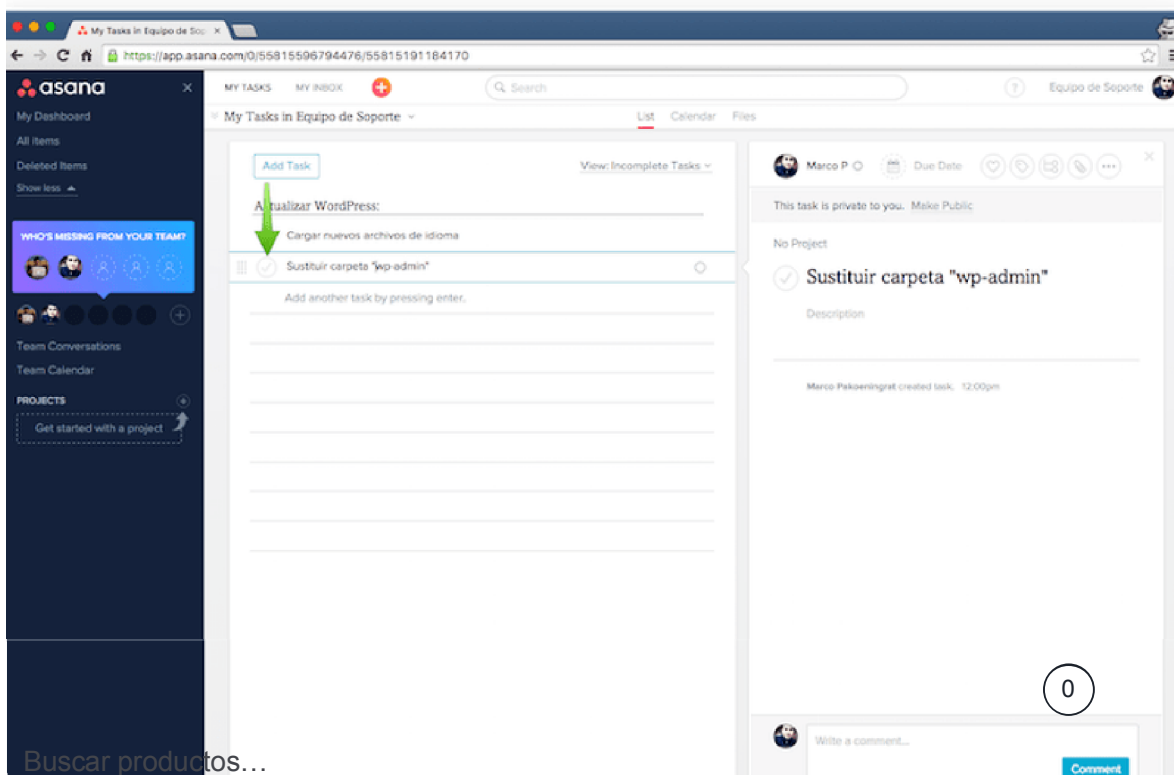 My Tasks in Equipo de Sop
https://app.asana.com/0/55815596794476/55815191184170
asana
MY TASKS MY INBOX Search ? Equipo de Soporte
My Dashboard
My Tasks in Equipo de Soporte List Calendar Files
All Items
Deleted Items
Show less
Add Task View: Incomplete Tasks
Marco P Due Date
Actualizar WordPress:
This task is private to you. Make Public
WHO'S MISSING FROM YOUR TEAM?
Cargar nuevos archivos de idioma
No Project
Sustituir carpeta "wp-admin"
Sustituir carpeta "wp-admin"
Add another task by pressing enter.
Description
Team Conversations
Team Calendar
Marco Pakoeningrat created task. 12:00pm
PROJECTS
Get started with a project
0
Write a comment...
Buscar productos…
Comment